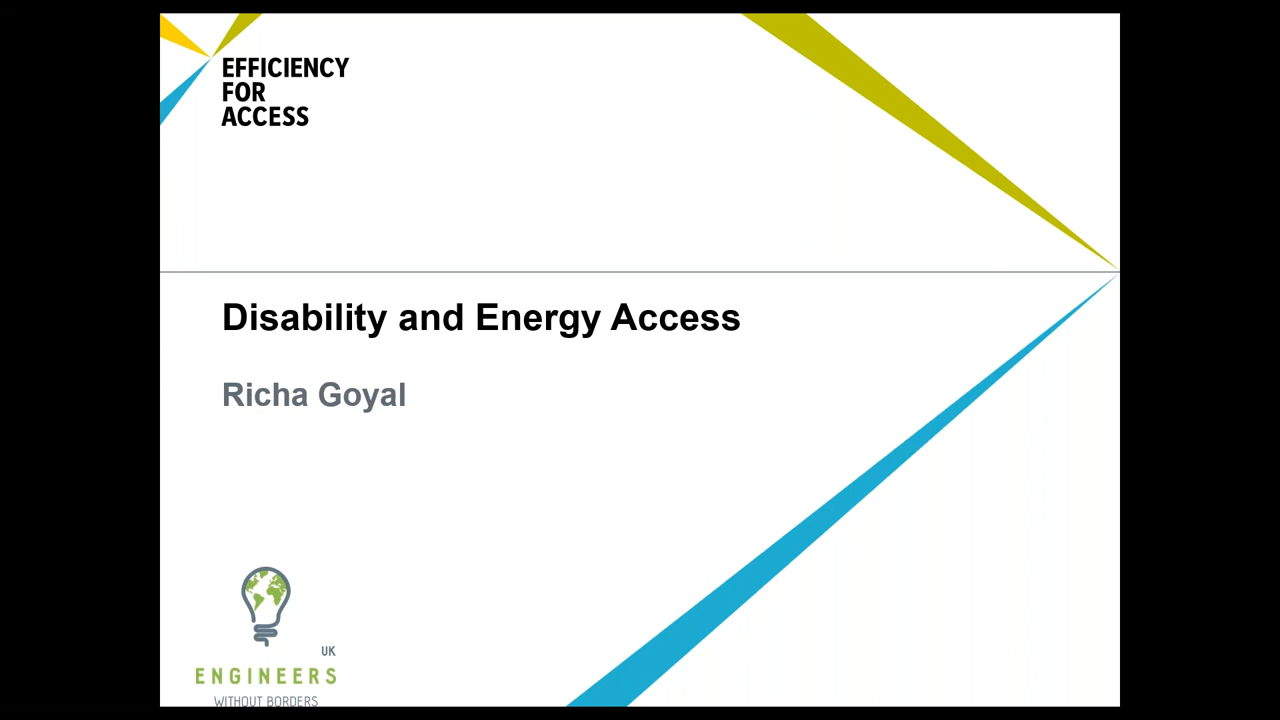 EFFICIENCY
FOR
ACCESS
Disability and Energy Access
Richa Goyal
UK
ENGINEERS
WITHOUT BORDERS